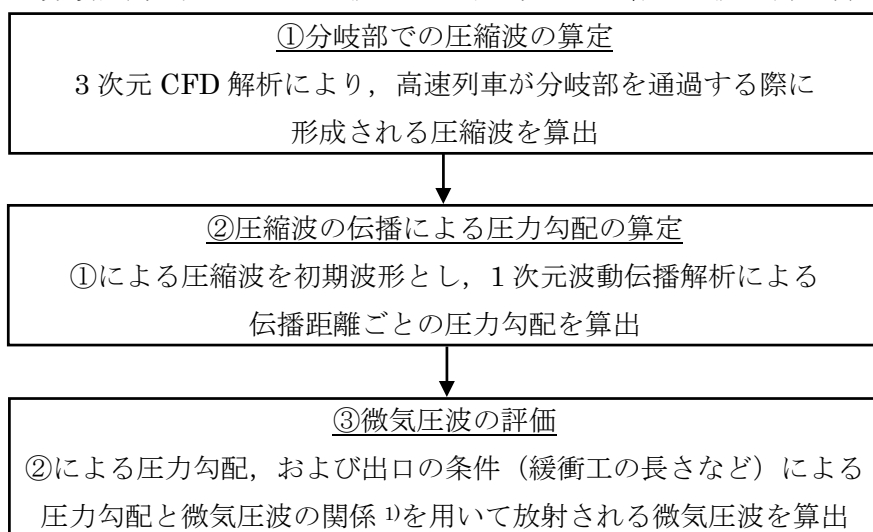 ①分岐部での圧縮波の算定
3次元 CFD 解析により，高速列車が分岐部を通過する際に
形成される圧縮波を算出
②圧縮波の伝播による圧力勾配の算定
①による圧縮波を初期波形とし，1次元波動伝播解析による
伝播距離ごとの圧力勾配を算出
③微気圧波の評価
②による圧力勾配，および出口の条件（緩衝工の長さなど）による
圧力勾配と微気圧波の関係 1)を用いて放射される微気圧波を算出